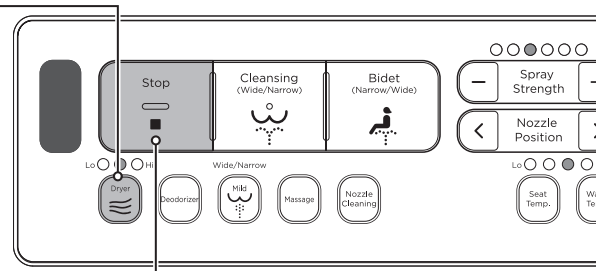 Stop
Cleansing
(Wide/Narrow)
Bidet
(Narrow/Wide)
Spray
Strength
Nozzle
Position
Lo
Hi
Wide/Narrow
Lo
Dryer
Deodorizer
Mild
Massage
Nozzle
Cleaning
Seat
Temp.